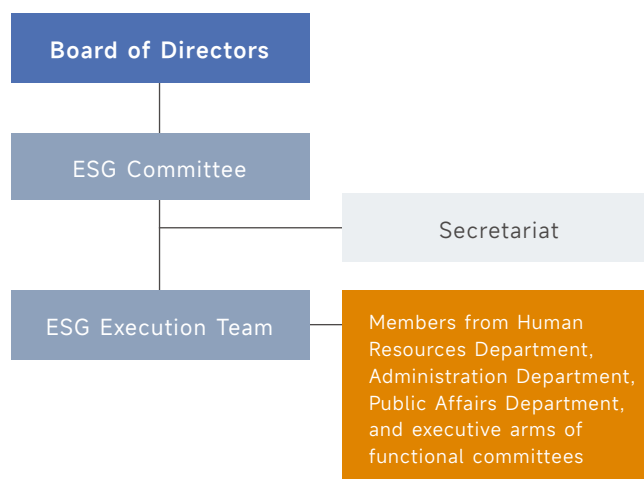 Board of Directors
ESG Committee
Secretariat
ESG Execution Team
Members from Human
Resources Department,
Administration Department,
Public Affairs Department,
and executive arms of
functional committees